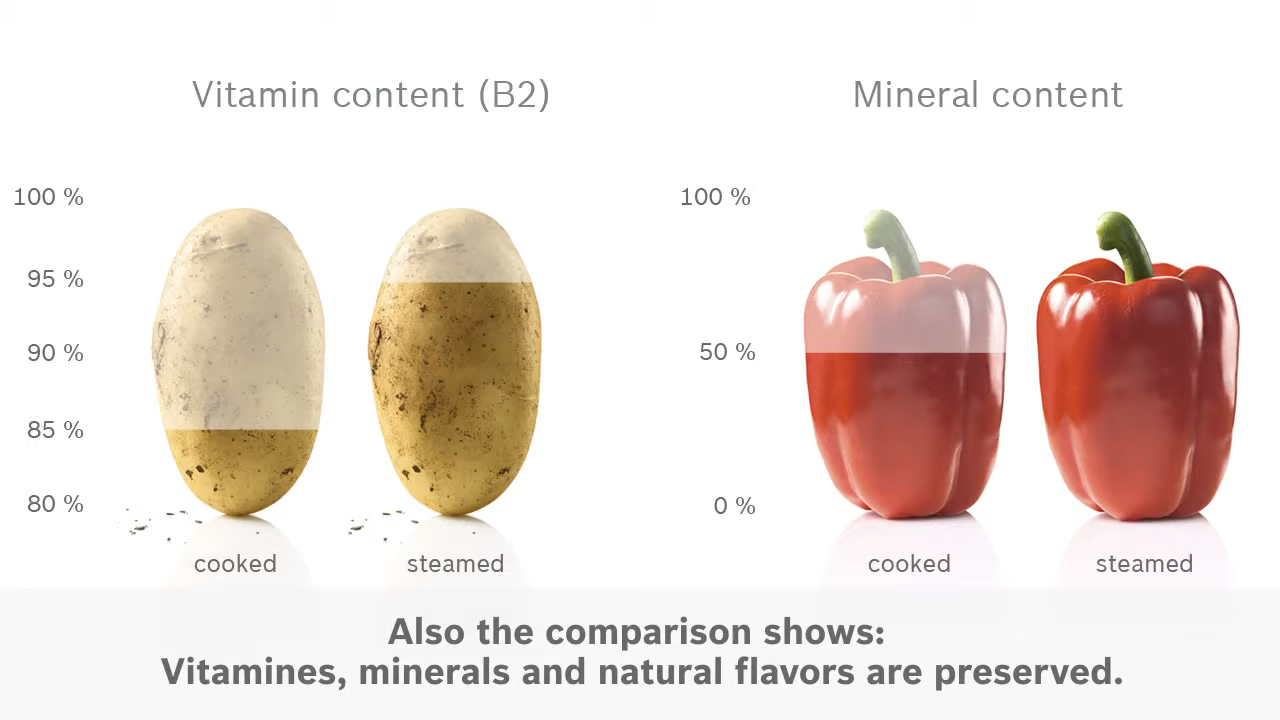 Vitamin content (B2)
100 %
95 %
90 %
85 %
80 %
cooked
steamed
Mineral content
100 %
50 %
0 %
cooked
steamed
Also the comparison shows:
Vitamines, minerals and natural flavors are preserved.